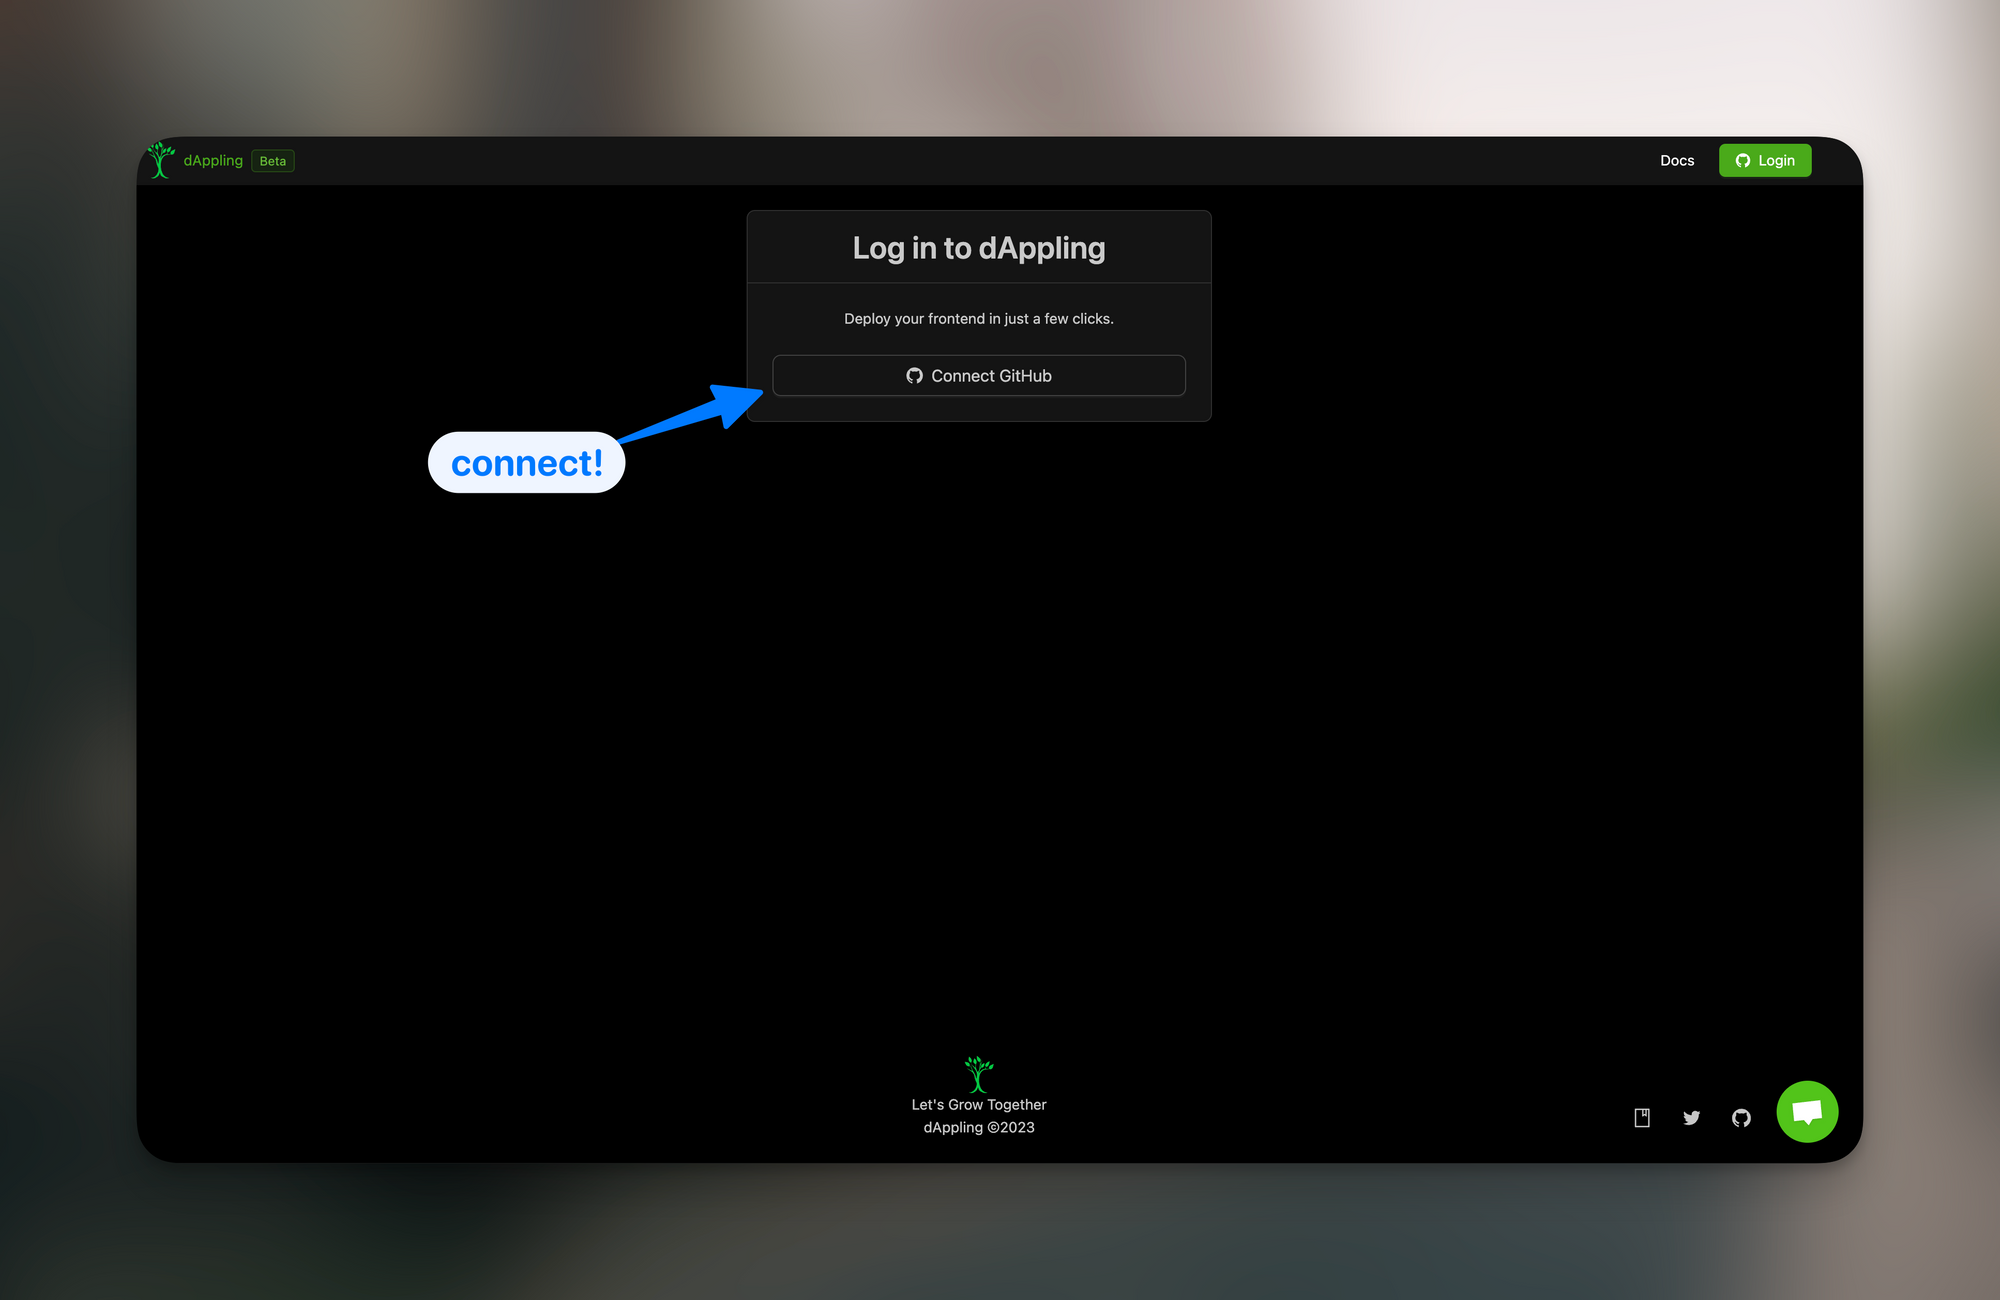 dAppling Beta
Docs Login
Log in to dAppling
Deploy your frontend in just a few clicks.
Connect GitHub
connect!
Let's Grow Together
dAppling ©2023